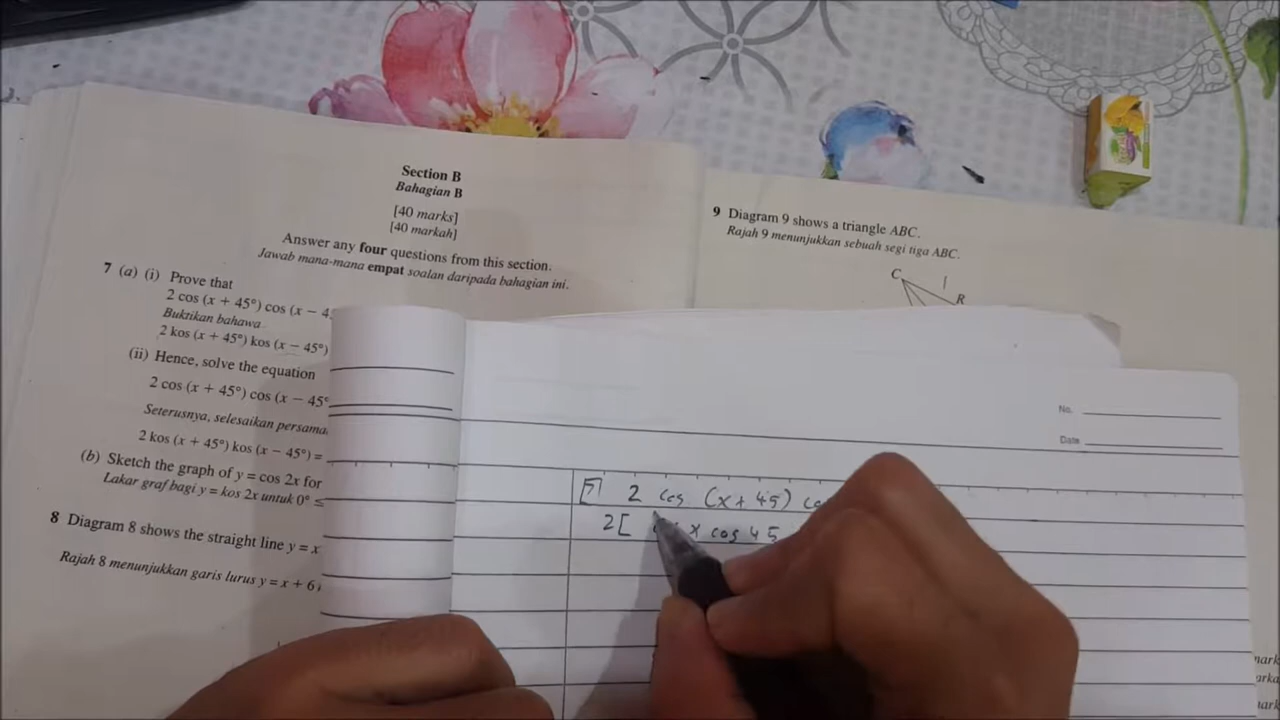 Section B
Bahagian B
[40 marks]
[40 markah]
Answer any four questions from this section.
Jawab mana-mana empat soalan daripada bahagian ini.
7 (a) (i) Prove that
2 cos (x + 45°) cos (x − 4
Buktikan bahawa
2 kos (x + 45°) kos (x − 45°)
(ii) Hence, solve the equation
2 cos (x + 45°) cos (x − 45°
Seterusnya, selesaikan persama
2 kos (x + 45°) kos (x − 45°) =
(b) Sketch the graph of y = cos 2x for
Lakar graf bagi y = kos 2x untuk 0° ≤
8 Diagram 8 shows the straight line y = x
Rajah 8 menunjukkan garis lurus y = x + 6
9 Diagram 9 shows a triangle ABC.
Rajah 9 menunjukkan sebuah segi tiga ABC.
C
R
No.
Date
7 2 cos (x + 45)
2[ x cos 45